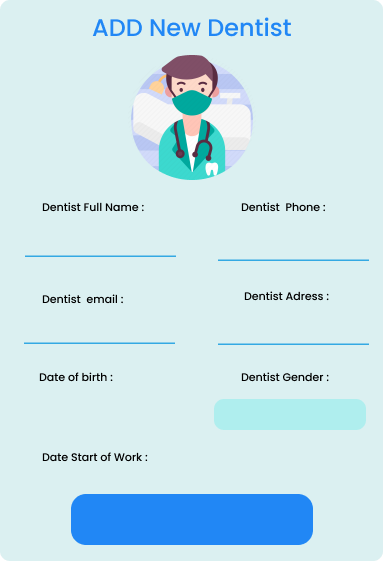 ADD New Dentist
Dentist Full Name :
Dentist Phone :
Dentist email :
Dentist Adress :
Date of birth :
Dentist Gender :
Date Start of Work :